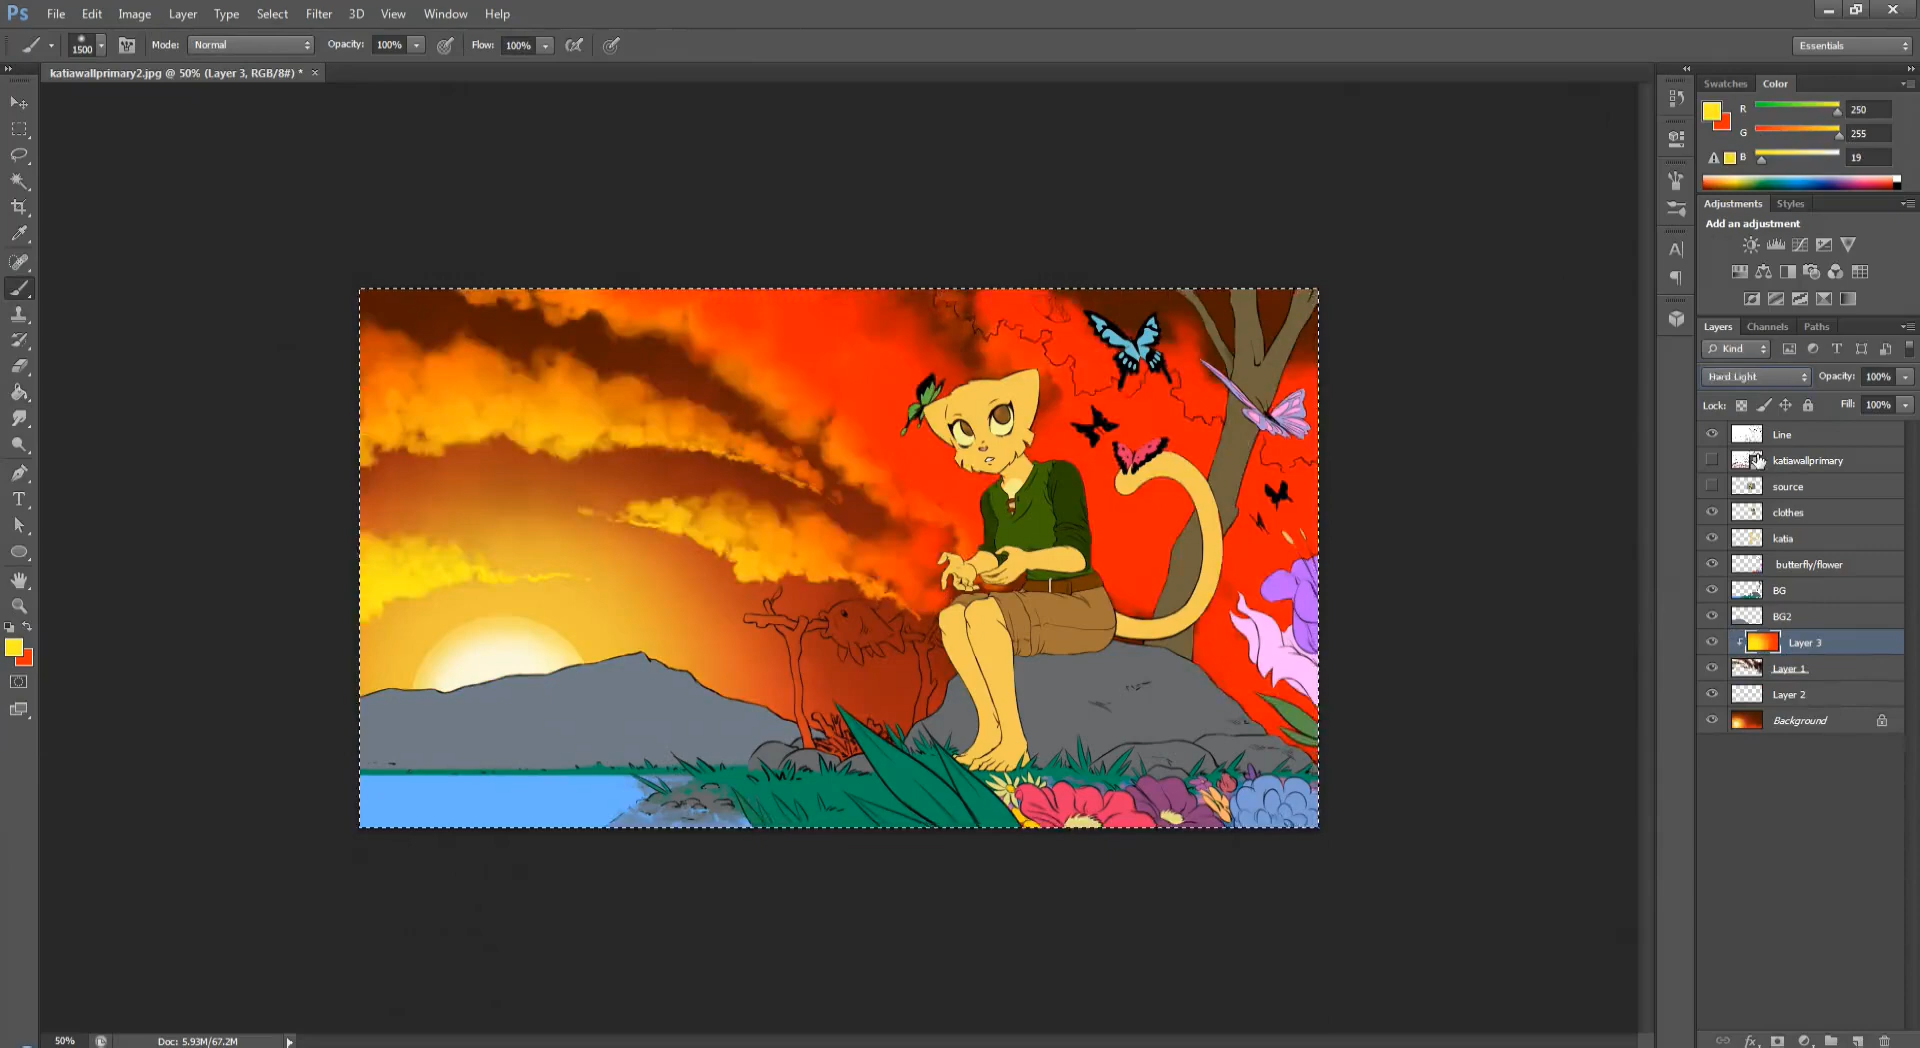 Ps File Edit Image Layer Type Select Filter 3D View Window Help
1500 Mode: Normal Opacity: 100% Flow: 100% Essentials
katiawallprimary2.jpg @ 50% (Layer 3, RGB/8#) * ×
Swatches Color
R 250
G 255
B 19
Adjustments Styles
Add an adjustment
Layers Channels Paths
Kind
Hard Light Opacity: 100%
Lock: Fill: 100%
Line
katiawallprimary
source
clothes
katia
butterfly/flower
BG
BG2
Layer 3
Layer 1
Layer 2
Background
50% Doc: 5.93M/67.2M